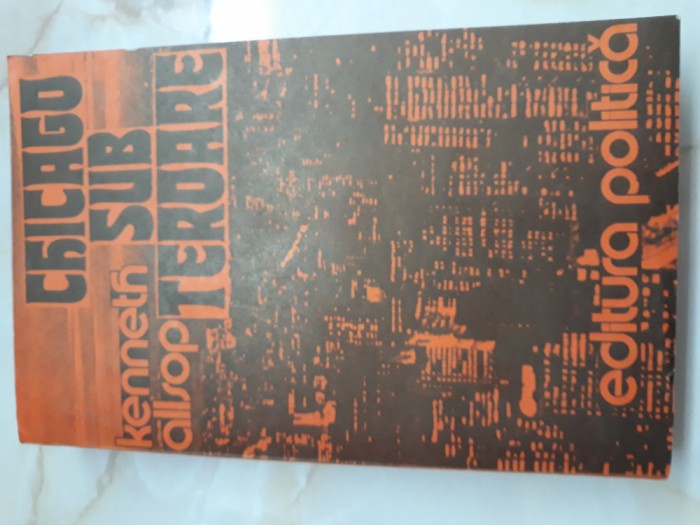 CHICAGO
SUB
TEROARE
kenneth
allsop
editura politică